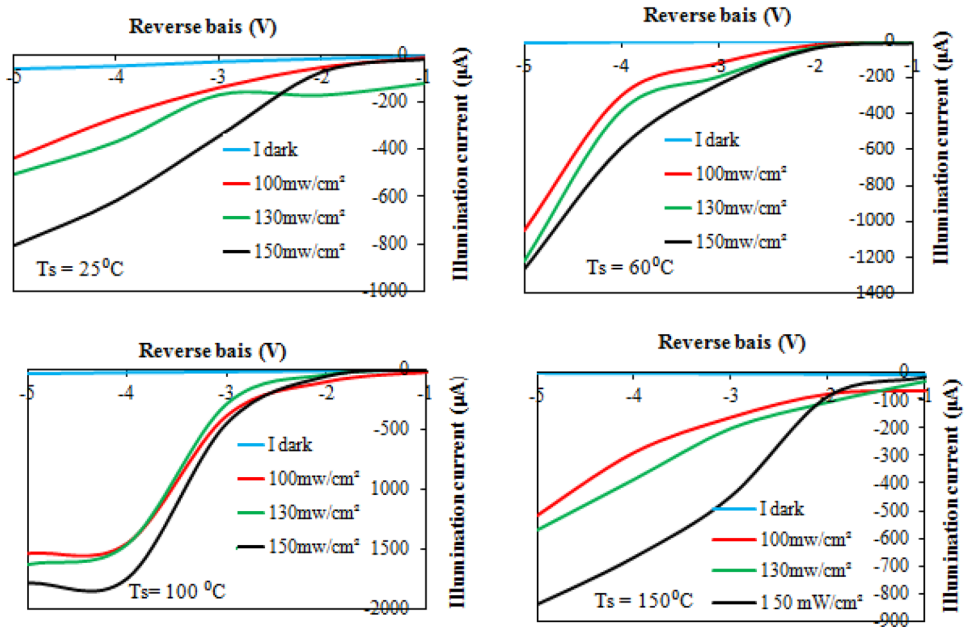 Reverse bais (V)
0
-5 -4 -3 -2 -1
-200
-400
-600
-800
-1000
I dark
100mw/cm²
130mw/cm²
150mw/cm²
Ts = 25⁰C
Illumination current (µA)
Reverse bais (V)
0
-5 -4 -3 -2 -1
-200
-400
-600
-800
-1000
-1200
1400
I dark
100mw/cm²
130mw/cm²
150mw/cm²
Ts = 60⁰C
Illumination current (µA)
Reverse bais (V)
0
-5 -4 -3 -2 -1
-500
1000
1500
-2000
I dark
100mw/cm²
130mw/cm²
150mw/cm²
Ts= 100 ⁰C
Illumination current (µA)
Reverse bais (V)
0
-5 -4 -3 -2 -1
-100
-200
-300
-400
-500
-600
-700
-800
-900
I dark
100mw/cm²
130mw/cm²
1 50 mW/cm²
Ts = 150⁰C
Illumination current (µA)